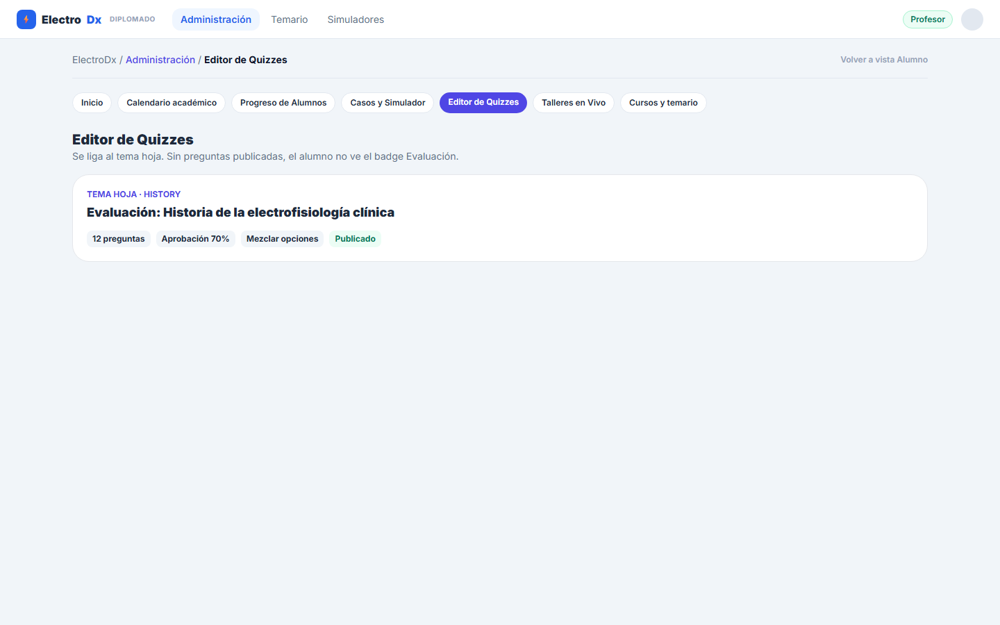 Electro Dx DIPLOMADO Administración Temario Simuladores Profesor
ElectroDx / Administración / Editor de Quizzes Volver a vista Alumno
Inicio Calendario académico Progreso de Alumnos Casos y Simulador Editor de Quizzes Talleres en Vivo Cursos y temario
Editor de Quizzes
Se liga al tema hoja. Sin preguntas publicadas, el alumno no ve el badge Evaluación.
TEMA HOJA · HISTORY
Evaluación: Historia de la electrofisiología clínica
12 preguntas Aprobación 70% Mezclar opciones Publicado